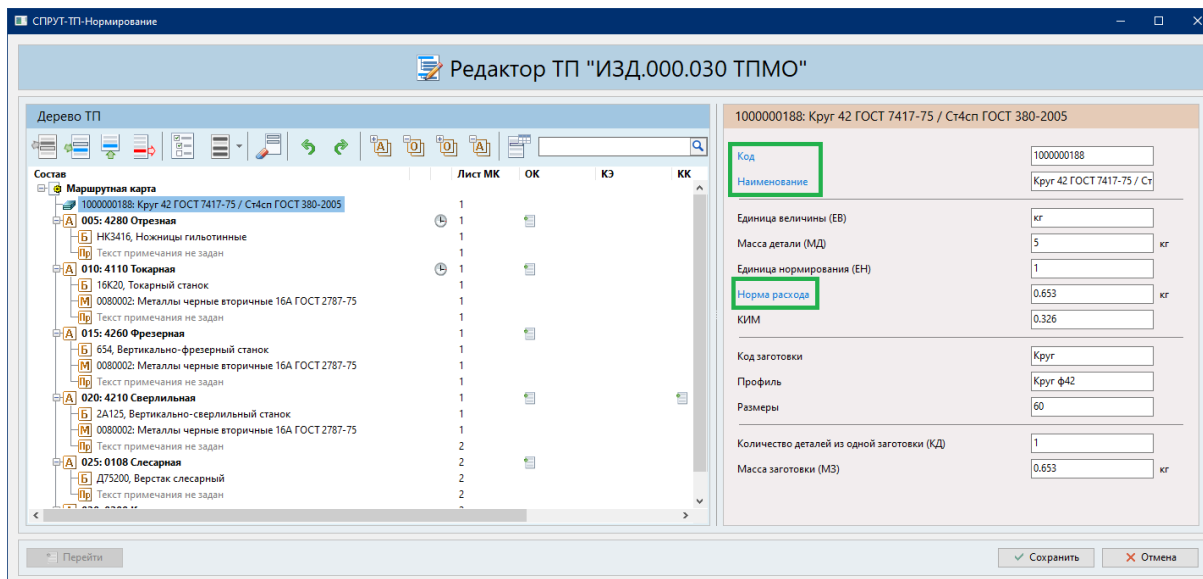 СПРУТ-ТП-Нормирование
Редактор ТП "ИЗД.000.030 ТПМО"
Дерево ТП
Состав Лист МК ОК КЭ КК
Маршрутная карта
1000000188: Круг 42 ГОСТ 7417-75 / Ст4сп ГОСТ 380-2005 1
А 005: 4280 Отрезная 1
Б НК3416, Ножницы гильотинные 1
Пр Текст примечания не задан 1
А 010: 4110 Токарная 1
Б 16К20, Токарный станок 1
М 0080002: Металлы черные вторичные 16А ГОСТ 2787-75 1
Пр Текст примечания не задан 1
А 015: 4260 Фрезерная 1
Б 654, Вертикально-фрезерный станок 1
М 0080002: Металлы черные вторичные 16А ГОСТ 2787-75 1
Пр Текст примечания не задан 1
А 020: 4210 Сверлильная 1
Б 2А125, Вертикально-сверлильный станок 1
М 0080002: Металлы черные вторичные 16А ГОСТ 2787-75 1
Пр Текст примечания не задан 2
А 025: 0108 Слесарная 2
Б Д75200, Верстак слесарный 2
Пр Текст примечания не задан 2
Перейти
1000000188: Круг 42 ГОСТ 7417-75 / Ст4сп ГОСТ 380-2005
Код 1000000188
Наименование Круг 42 ГОСТ 7417-75 / Ст
Единица величины (ЕВ) кг
Масса детали (МД) 5 кг
Единица нормирования (ЕН) 1
Норма расхода 0.653 кг
КИМ 0.326
Код заготовки Круг
Профиль Круг ф42
Размеры 60
Количество деталей из одной заготовки (КД) 1
Масса заготовки (МЗ) 0.653 кг
Сохранить Отмена